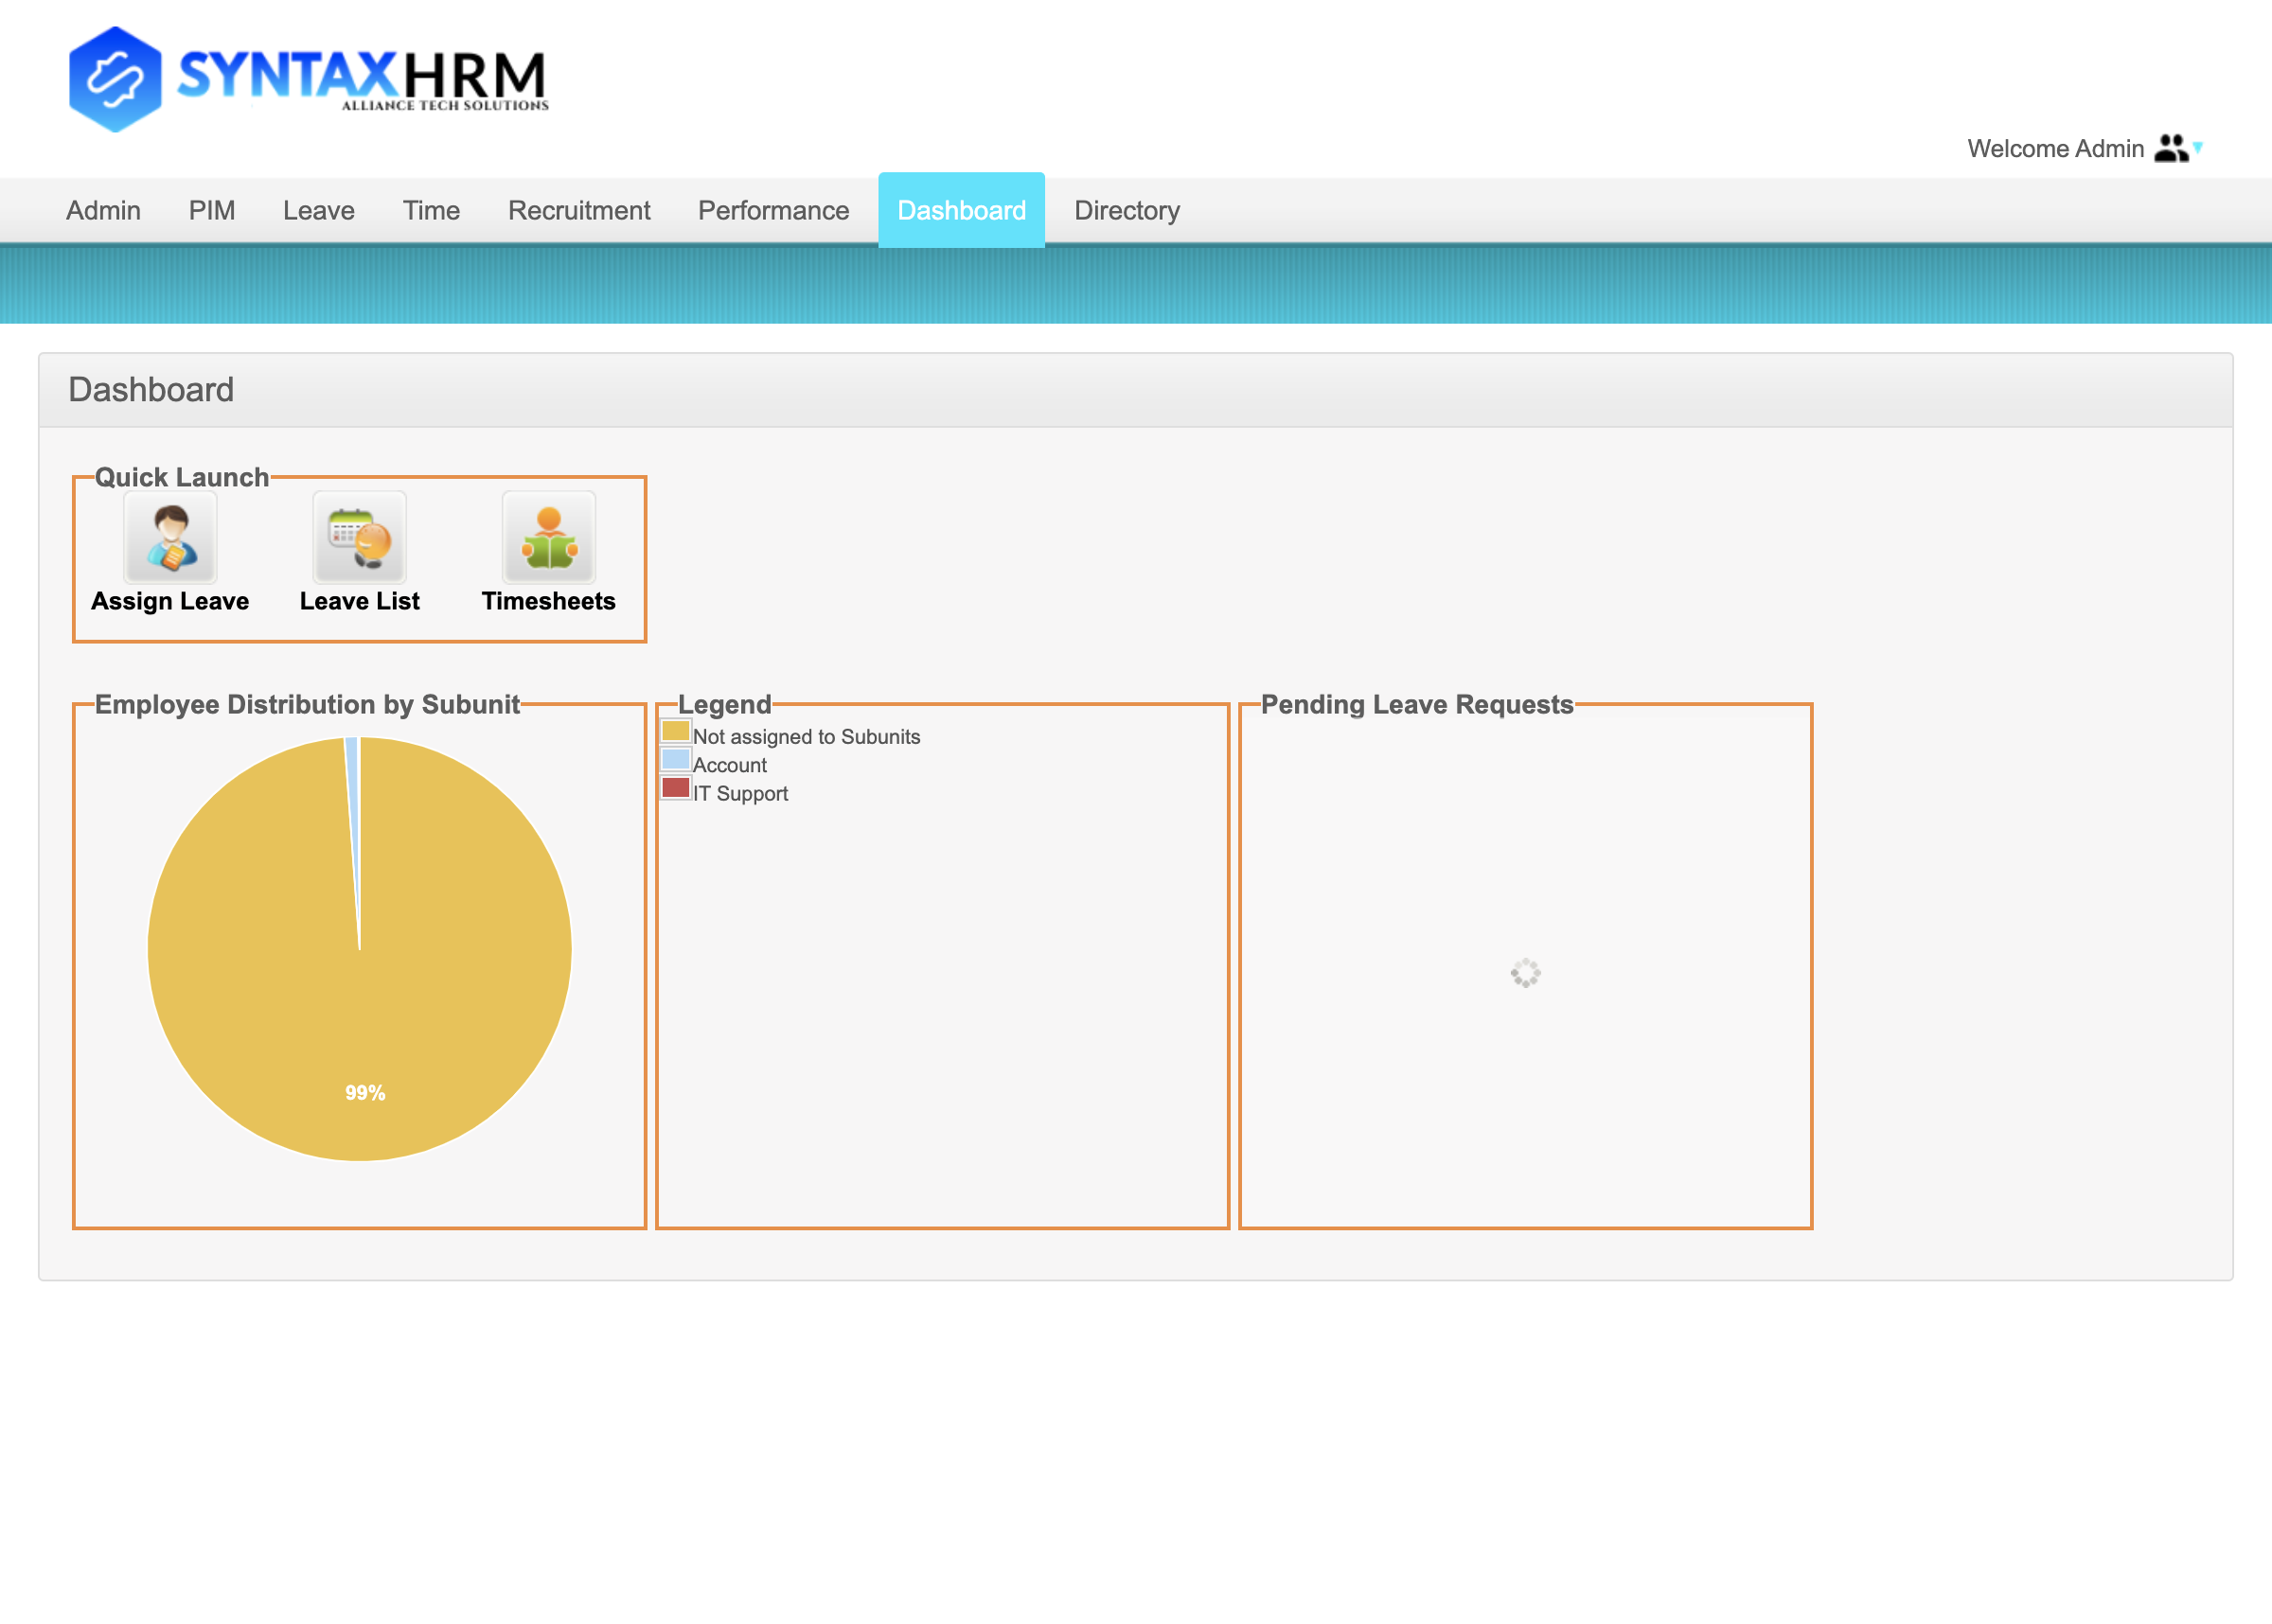 SYNTAXHRM
ALLIANCE TECH SOLUTIONS
Welcome Admin
Admin PIM Leave Time Recruitment Performance Dashboard Directory
Dashboard
Quick Launch
Assign Leave Leave List Timesheets
Employee Distribution by Subunit
99%
Legend
Not assigned to Subunits
Account
IT Support
Pending Leave Requests